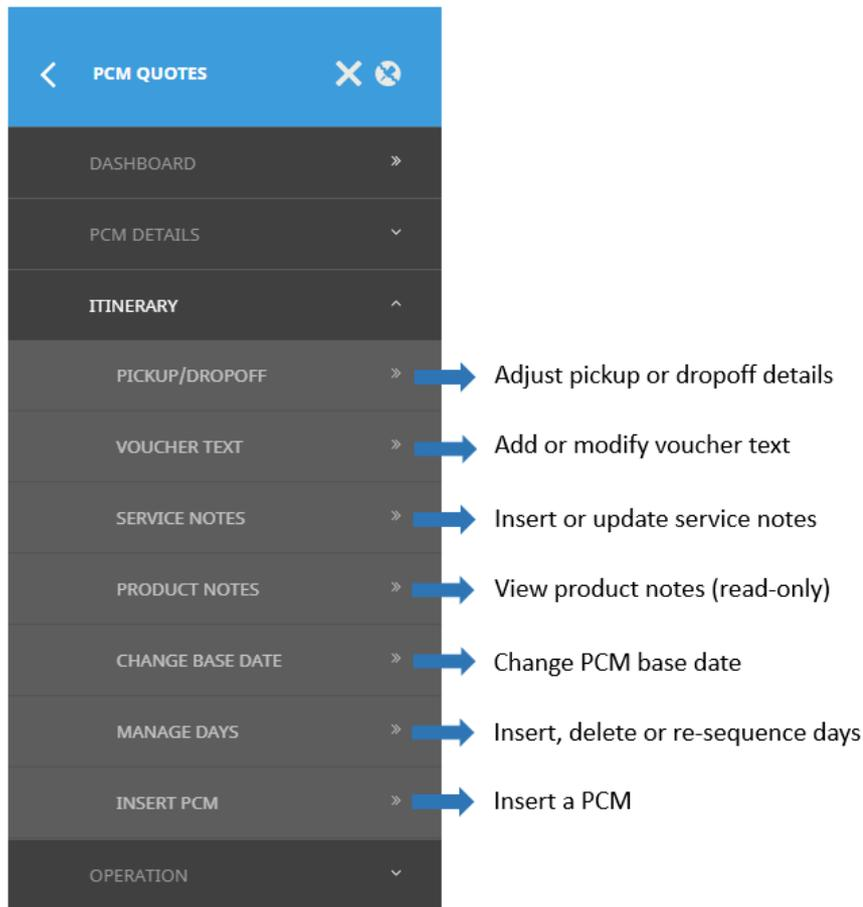 PCM QUOTES
DASHBOARD
PCM DETAILS
ITINERARY
PICKUP/DROPOFF Adjust pickup or dropoff details
VOUCHER TEXT Add or modify voucher text
SERVICE NOTES Insert or update service notes
PRODUCT NOTES View product notes (read-only)
CHANGE BASE DATE Change PCM base date
MANAGE DAYS Insert, delete or re-sequence days
INSERT PCM Insert a PCM
OPERATION